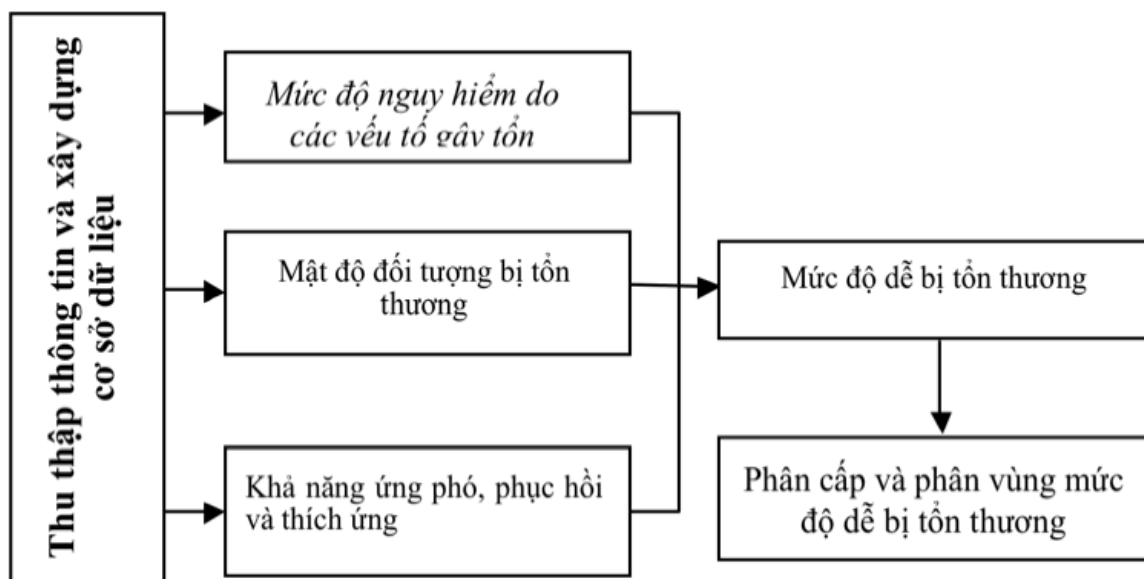 Thu thập thông tin và xây dựng
cơ sở dữ liệu
Mức độ nguy hiểm do
các yếu tố gây tổn
Mật độ đối tượng bị tổn
thương
Khả năng ứng phó, phục hồi
và thích ứng
Mức độ dễ bị tổn thương
Phân cấp và phân vùng mức
độ dễ bị tổn thương